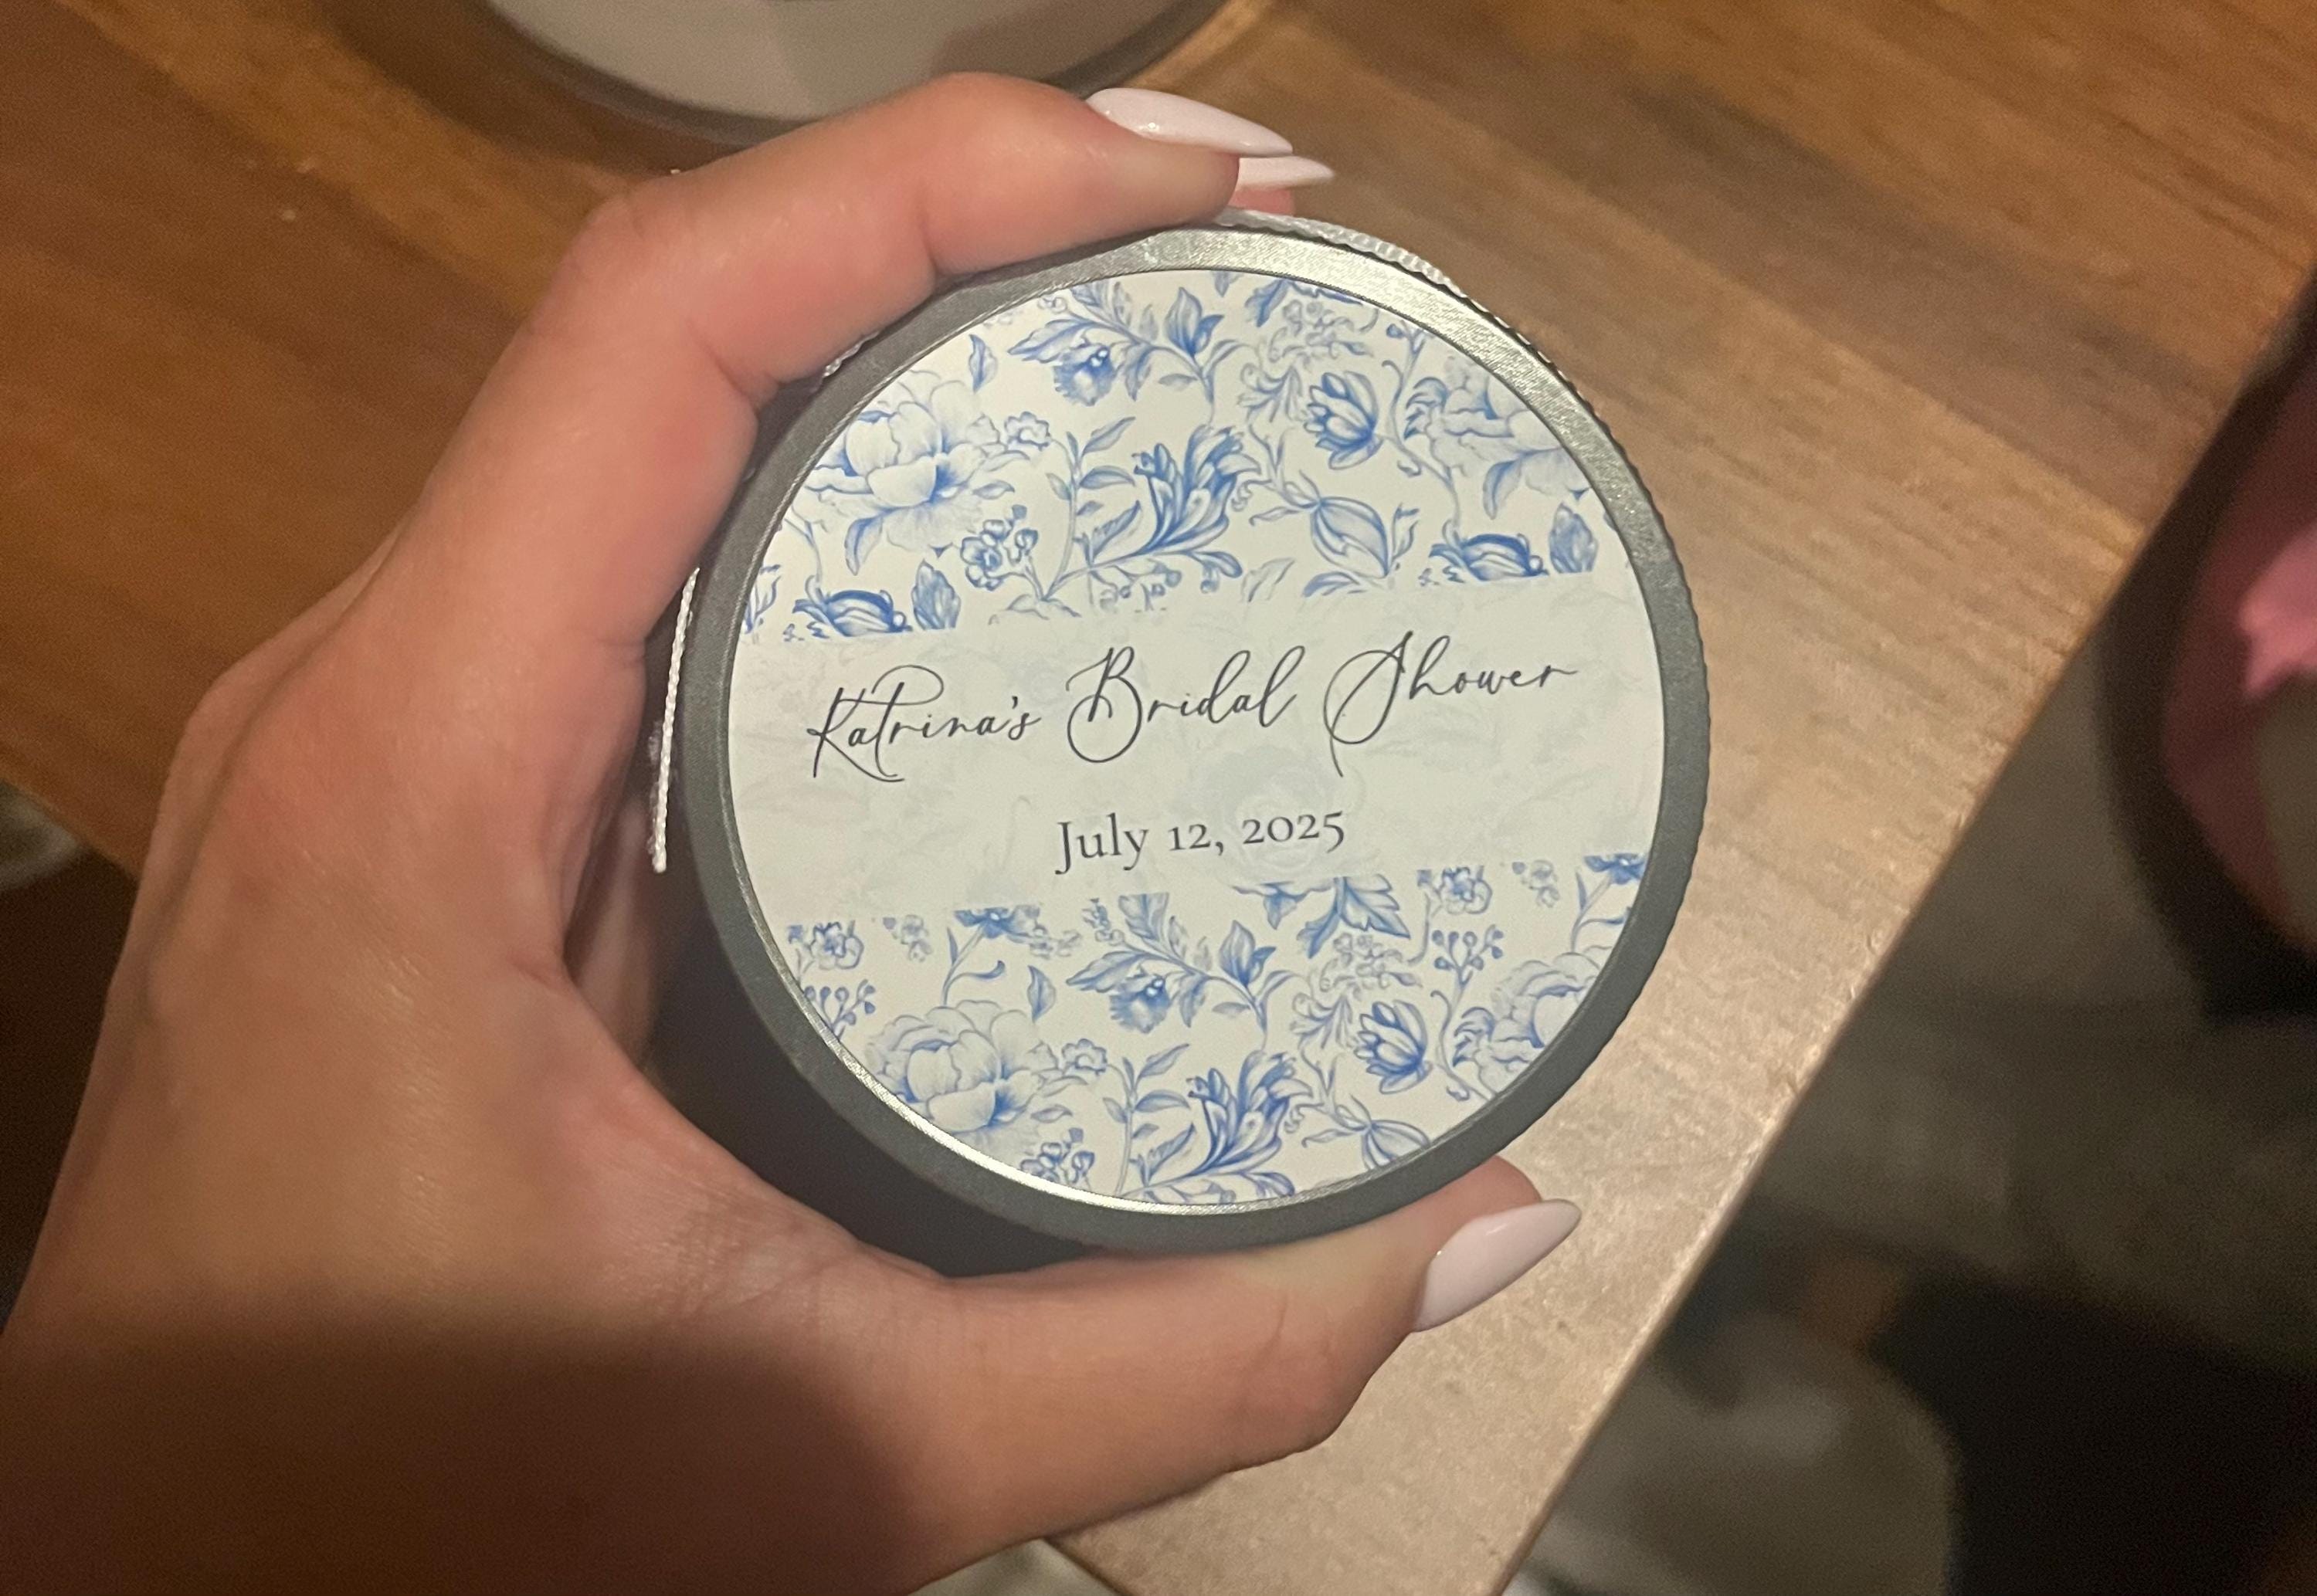 Katrina's Bridal Shower
July 12, 2025